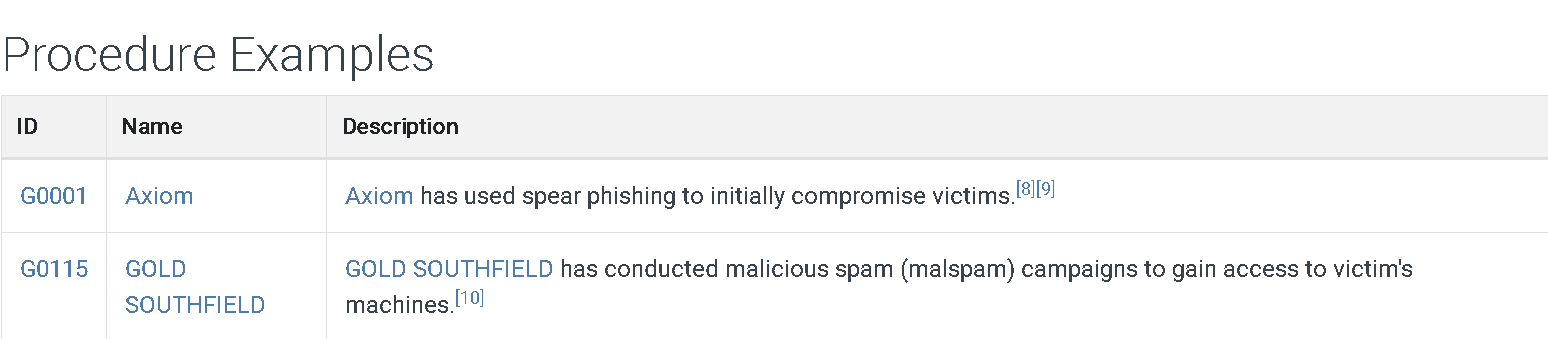 Procedure Examples
ID Name Description
G0001 Axiom Axiom has used spear phishing to initially compromise victims.[8][9]
G0115 GOLD SOUTHFIELD GOLD SOUTHFIELD has conducted malicious spam (malspam) campaigns to gain access to victim's
machines.[10]